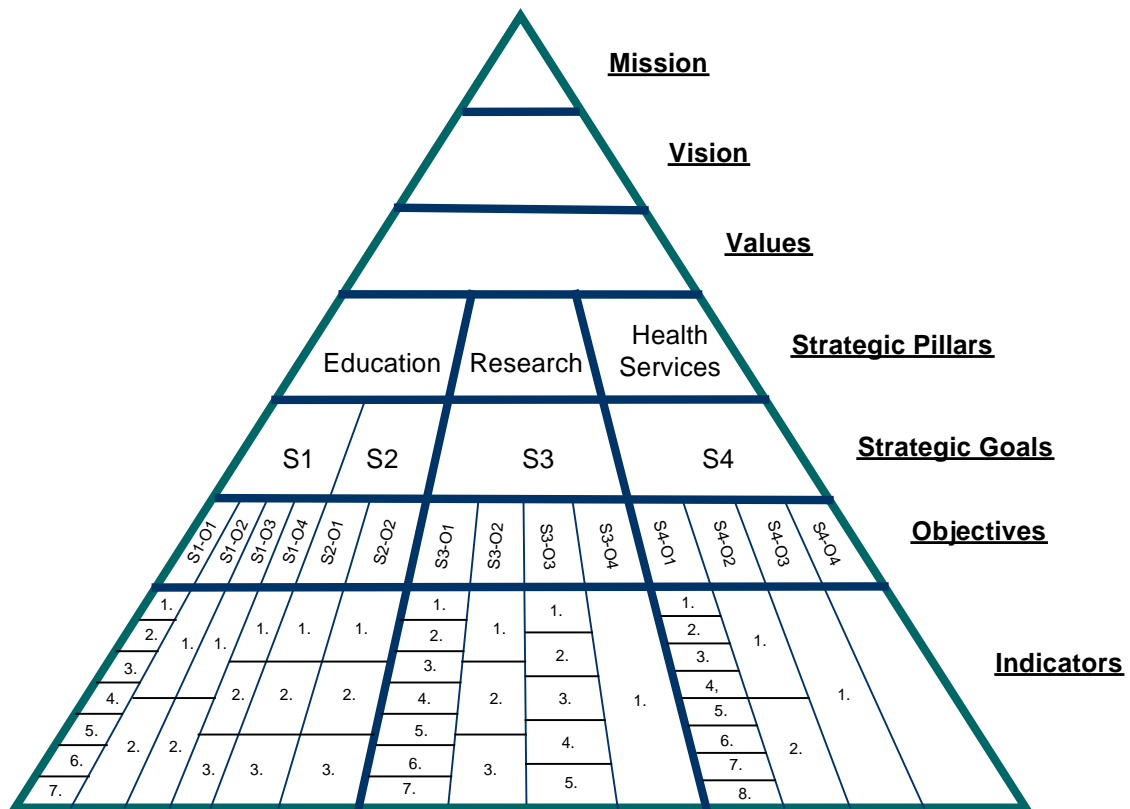 Mission
Vision
Values
Education
Research
Health
Services
Strategic Pillars
S1
S2
S3
S4
Strategic Goals
S1-O1
S1-O2
S1-O3
S1-O4
S2-O1
S2-O2
S3-O1
S3-O2
S3-O3
S3-O4
S4-O1
S4-O2
S4-O3
S4-O4
Objectives
1.
2.
3.
4.
5.
6.
7.
1.
2.
1.
2.
1.
2.
3.
1.
2.
3.
1.
2.
3.
1.
2.
3.
4.
5.
6.
7.
1.
2.
3.
1.
2.
3.
4.
5.
1.
1.
2.
3.
4,
5.
6.
7.
8.
1.
2.
1.
Indicators